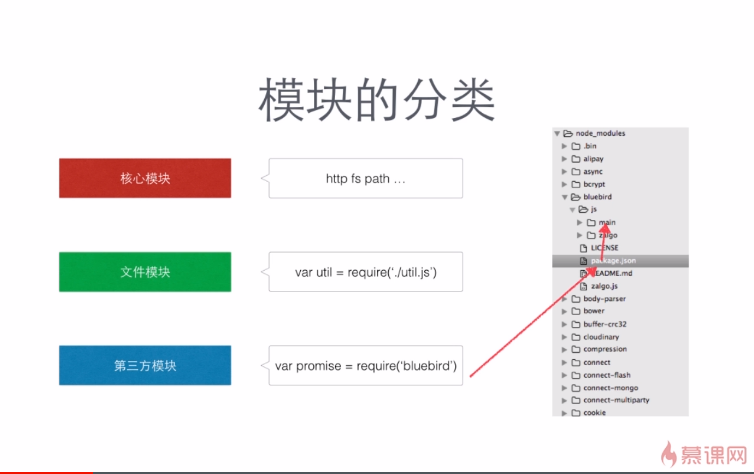 模块的分类
核心模块
http fs path …
文件模块
var util = require(‘./util.js’)
第三方模块
var promise = require(‘bluebird’)
node_modules
.bin
alipay
async
bcrypt
bluebird
js
main
zalgo
LICENSE
package.json
README.md
zalgo.js
body-parser
bower
buffer-crc32
cloudinary
compression
connect
connect-flash
connect-mongo
connect-multiparty
cookie
慕课网